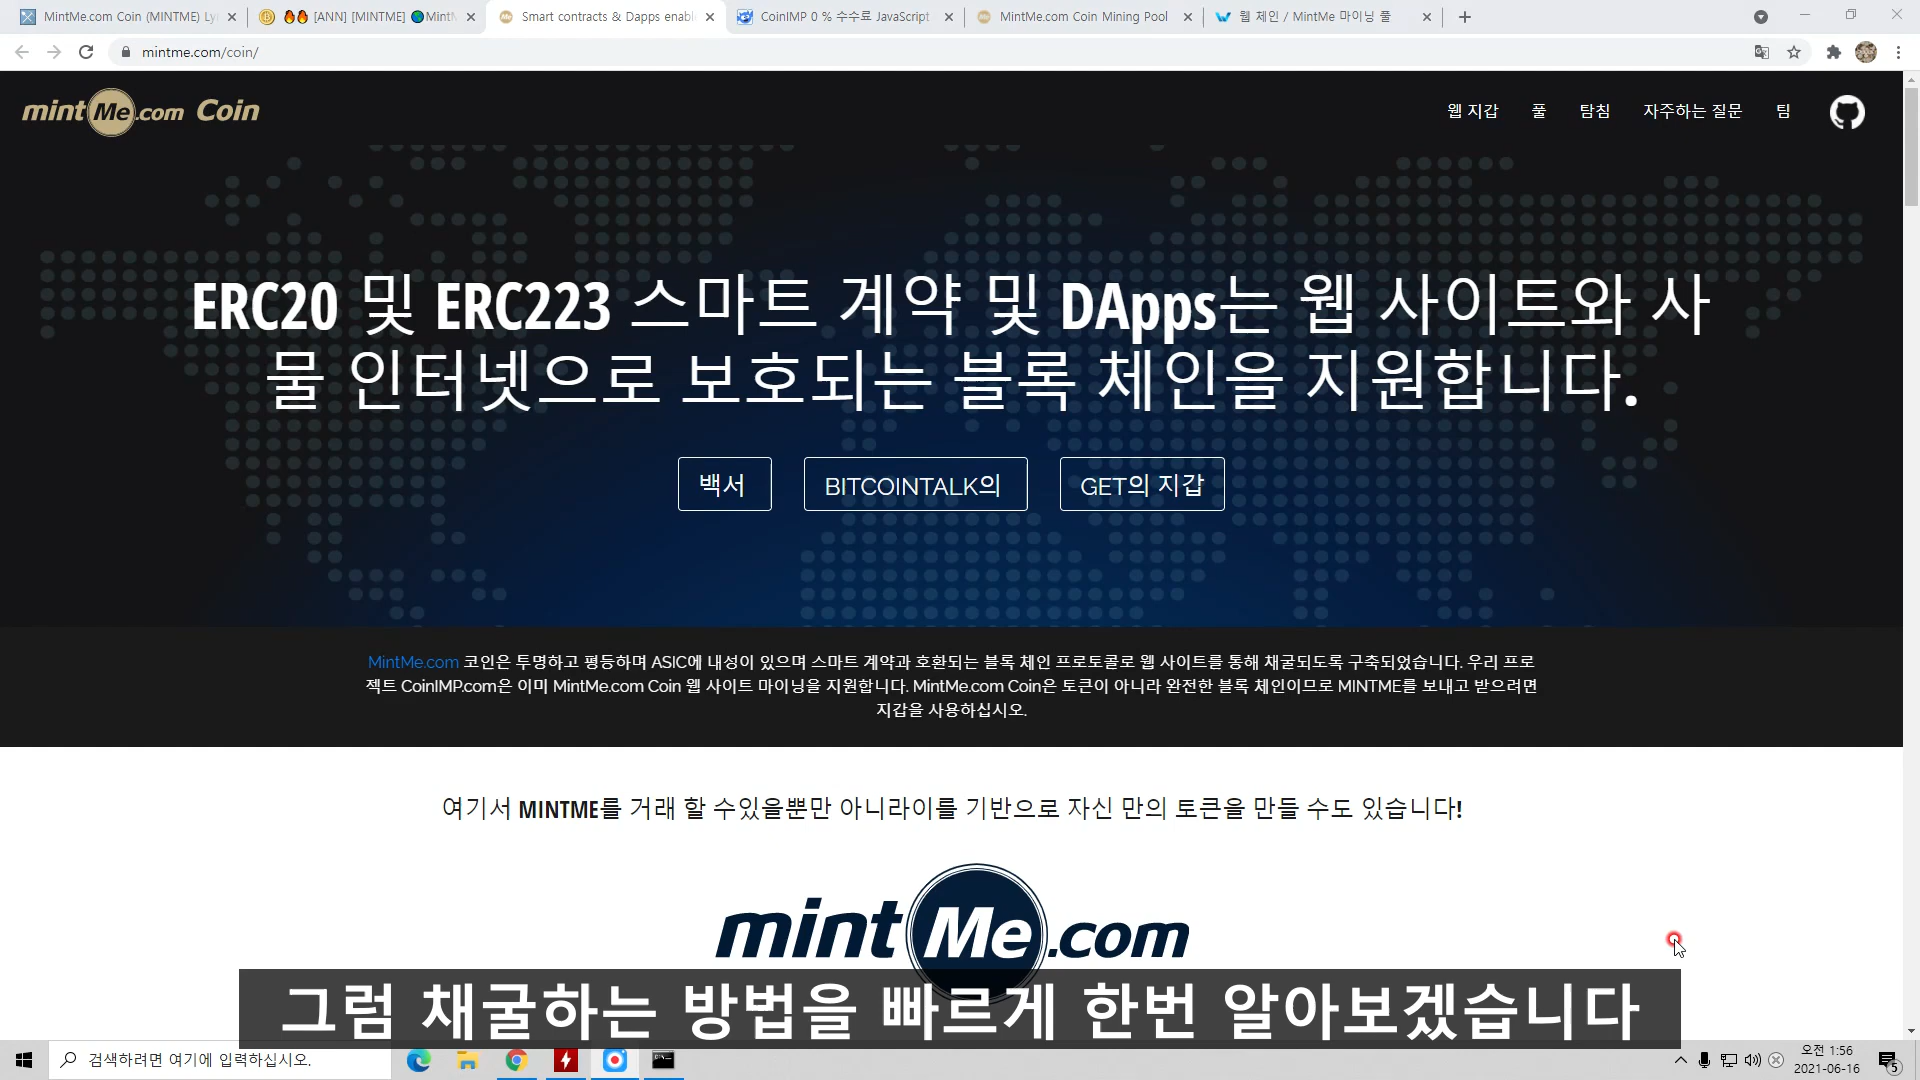 MintMe.com Coin (MINTME) Ly
[ANN] [MINTME] Mint
Smart contracts & Dapps enabl
CoinIMP 0 % 수수료 JavaScript
MintMe.com Coin Mining Pool
웹 체인 / MintMe 마이닝 풀
mintme.com/coin/
mintMe.com Coin
웹 지갑
풀
탐침
자주하는 질문
팀
ERC20 및 ERC223 스마트 계약 및 DApps는 웹 사이트와 사
물 인터넷으로 보호되는 블록 체인을 지원합니다.
백서
BITCOINTALK의
GET의 지갑
MintMe.com 코인은 투명하고 평등하며 ASIC에 내성이 있으며 스마트 계약과 호환되는 블록 체인 프로토콜로 웹 사이트를 통해 채굴되도록 구축되었습니다. 우리 프로
젝트 CoinIMP.com은 이미 MintMe.com Coin 웹 사이트 마이닝을 지원합니다. MintMe.com Coin은 토큰이 아니라 완전한 블록 체인이므로 MINTME를 보내고 받으려면
지갑을 사용하십시오.
여기서 MINTME를 거래 할 수있을뿐만 아니라이를 기반으로 자신 만의 토큰을 만들 수도 있습니다!
mintMe.com
그럼 채굴하는 방법을 빠르게 한번 알아보겠습니다
검색하려면 여기에 입력하십시오.
오전 1:56
2021-06-16
5